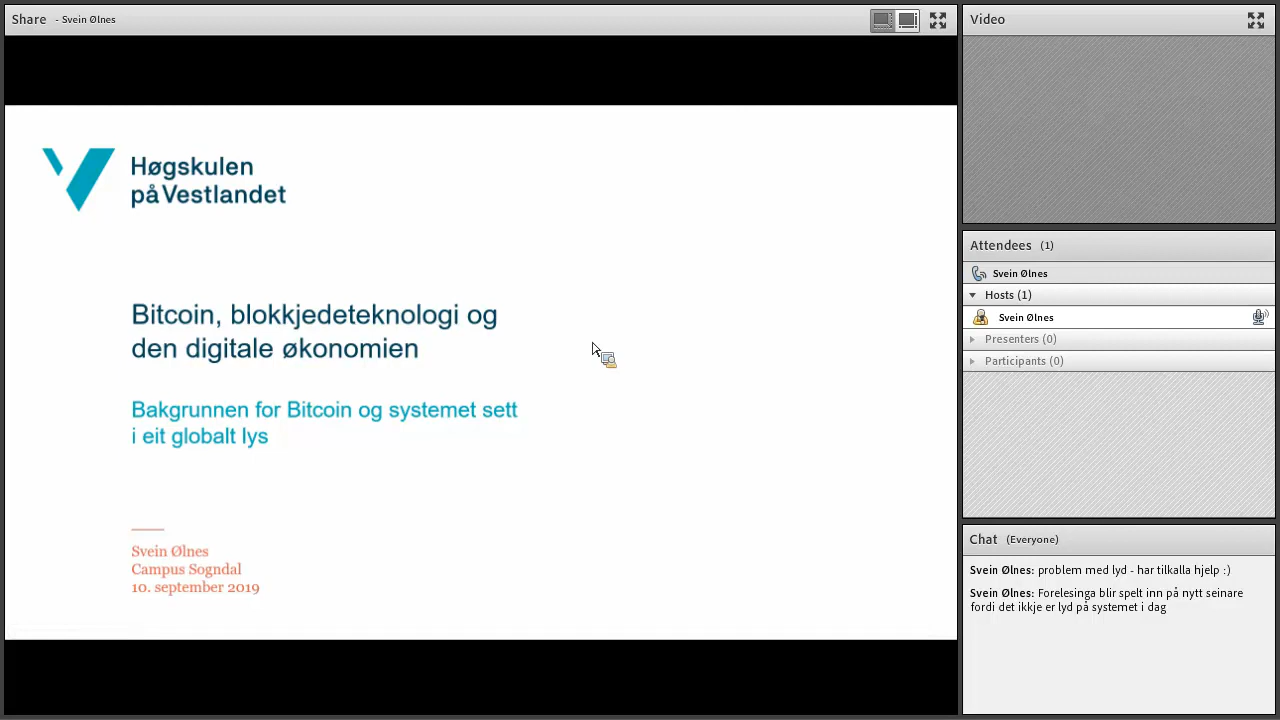 Share - Svein Ølnes
Høgskulen
på Vestlandet
Bitcoin, blokkjedeteknologi og
den digitale økonomien
Bakgrunnen for Bitcoin og systemet sett
i eit globalt lys
Svein Ølnes
Campus Sogndal
10. september 2019
Video
Attendees (1)
Svein Ølnes
Hosts (1)
Svein Ølnes
Presenters (0)
Participants (0)
Chat (Everyone)
Svein Ølnes: problem med lyd - har tilkalla hjelp :)
Svein Ølnes: Forelesinga blir spelt inn på nytt seinare
fordi det ikkje er lyd på systemet i dag